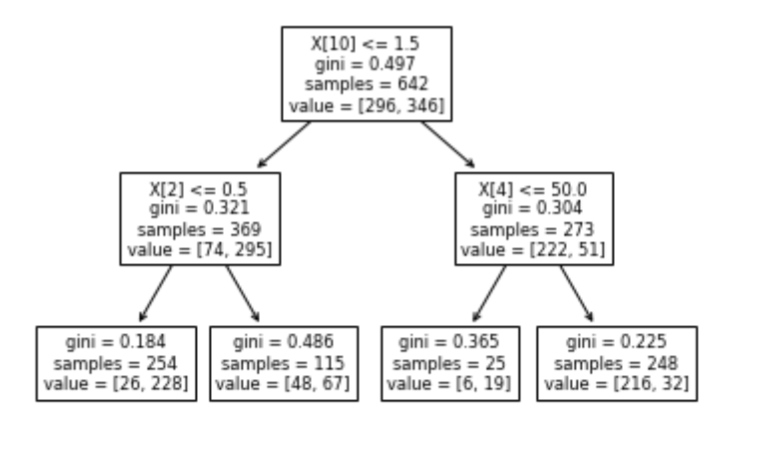 X[10] <= 1.5
gini = 0.497
samples = 642
value = [296, 346]
X[2] <= 0.5
gini = 0.321
samples = 369
value = [74, 295]
X[4] <= 50.0
gini = 0.304
samples = 273
value = [222, 51]
gini = 0.184
samples = 254
value = [26, 228]
gini = 0.486
samples = 115
value = [48, 67]
gini = 0.365
samples = 25
value = [6, 19]
gini = 0.225
samples = 248
value = [216, 32]